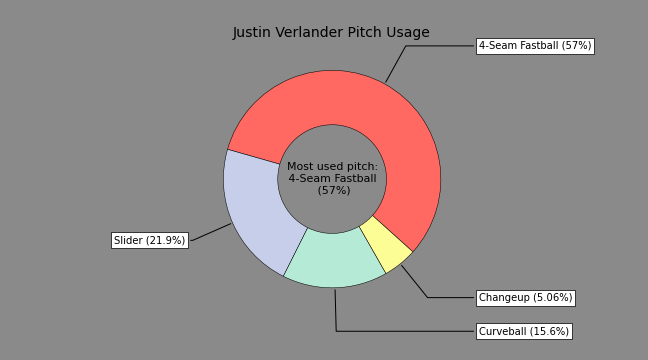 Justin Verlander Pitch Usage
4-Seam Fastball (57%)
Most used pitch:
4-Seam Fastball
(57%)
Slider (21.9%)
Changeup (5.06%)
Curveball (15.6%)